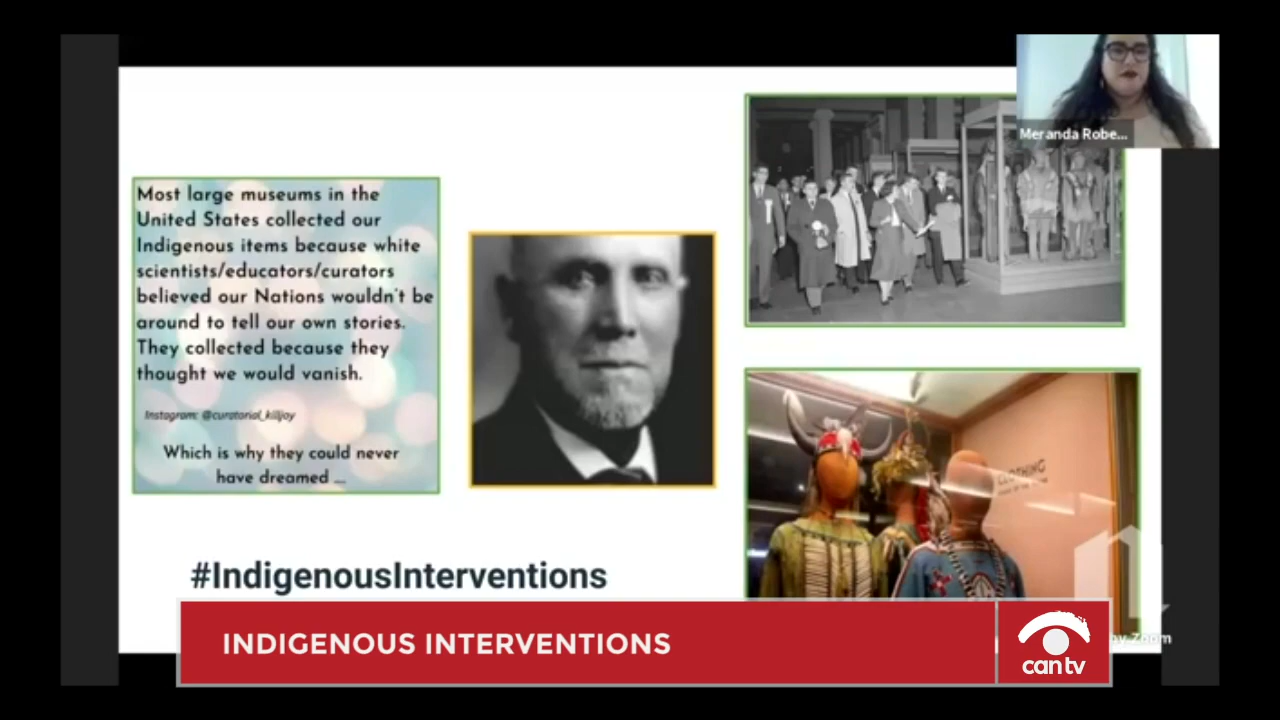 Meranda Robe...
Most large museums in the
United States collected our
Indigenous items because white
scientists/educators/curators
believed our Nations wouldn't be
around to tell our own stories.
They collected because they
thought we would vanish.
Instagram: @curatorial_killjoy
Which is why they could never
have dreamed ...
CLOTHING
#IndigenousInterventions
INDIGENOUS INTERVENTIONS
can tv
by Zoom